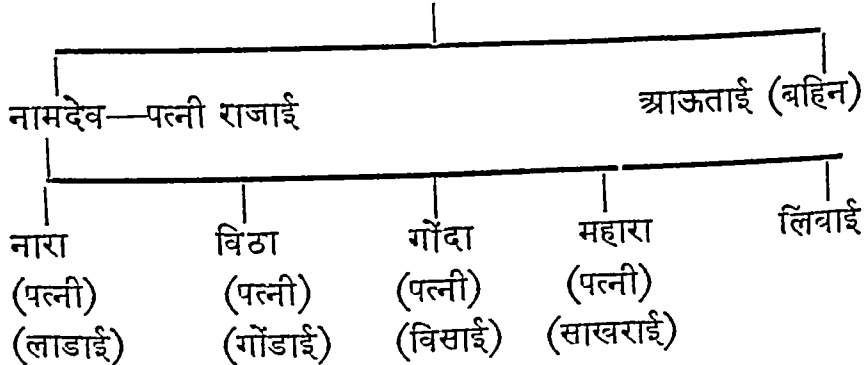 नामदेव—पत्नी राजाई आऊताई (बहिन)
नारा विठा गोंदा महारा लिंवाई
(पत्नी) (पत्नी) (पत्नी) (पत्नी)
(लाडाई) (गोंडाई) (विसाई) (साखराई)